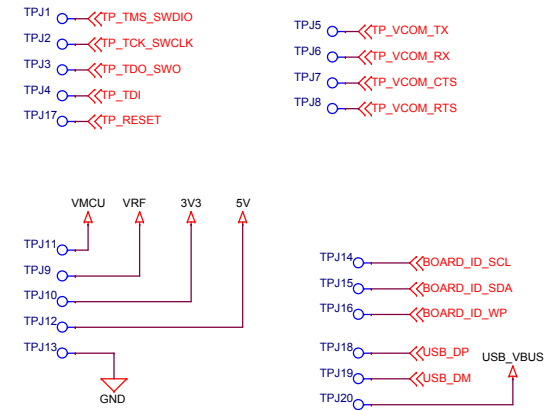 TPJ1 TP_TMS_SWDIO
TPJ2 TP_TCK_SWCLK
TPJ3 TP_TDO_SWO
TPJ4 TP_TDI
TPJ17 TP_RESET
TPJ5 TP_VCOM_TX
TPJ6 TP_VCOM_RX
TPJ7 TP_VCOM_CTS
TPJ8 TP_VCOM_RTS
VMCU VRF 3V3 5V
TPJ11
TPJ9
TPJ10
TPJ12
TPJ13
GND
TPJ14 BOARD_ID_SCL
TPJ15 BOARD_ID_SDA
TPJ16 BOARD_ID_WP
TPJ18 USB_DP
TPJ19 USB_DM
USB_VBUS
TPJ20